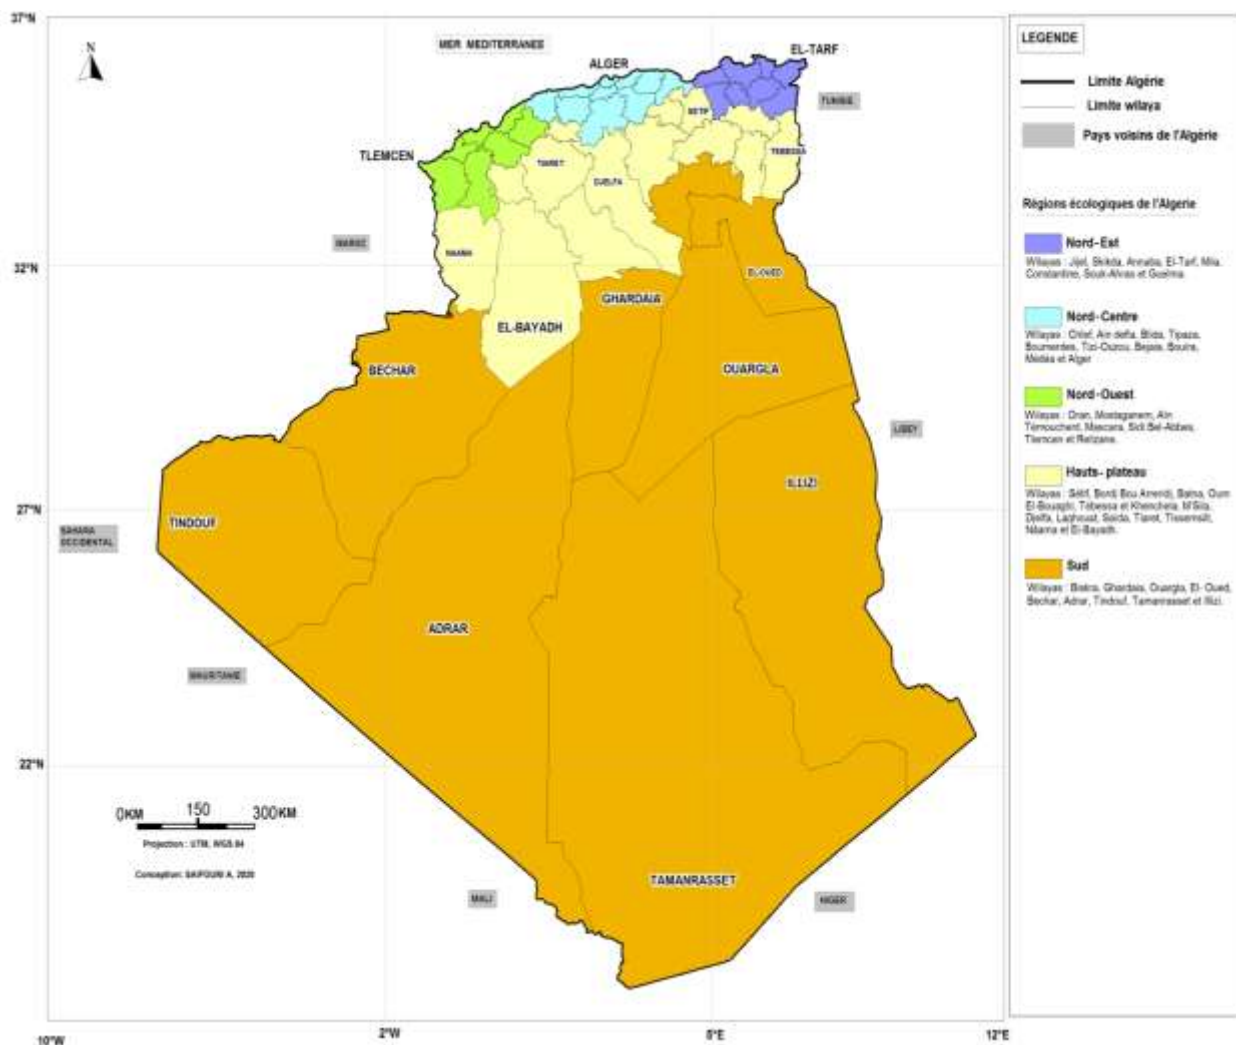 37°N
N
MER MEDITERRANEE
EL-TARF
ALGER
TUNISIE
SETIF
TLEMCEN
TEBESSA
TIARET
DJELFA
MAROC
NAAMA
32°N
EL-OUED
GHARDAIA
EL-BAYADH
BECHAR
OUARGLA
LIBEY
ILLIZI
27°N
TINDOUF
SAHARA
OCCIDENTAL
ADRAR
MAURITANIE
22°N
0KM 150 300KM
Projection : UTM, WGS.84
Conception: SAIFOUNI A, 2020
TAMANRASSET
MALI
NIGER
10°W 2°W 5°E 12°E
LEGENDE
Limite Algérie
Limite wilaya
Pays voisins de l'Algérie
Régions écologiques de l'Algerie
Nord-Est
Wilayas : Jijel, Skikda, Annaba, El-Tarf, Mila,
Constantine, Souk-Ahras et Guelma.
Nord-Centre
Wilayas : Chlef, Ain defla, Blida, Tipaza,
Boumerdes, Tizi-Ouzou, Bejaia, Bouira,
Médéa et Alger
Nord-Ouest
Wilayas : Oran, Mostaganem, Aïn
Témouchent, Mascara, Sidi Bel-Abbes,
Tlemcen et Relizane.
Hauts- plateau
Wilayas : Sétif, Bordj Bou Arreridj, Batna, Oum
El-Bouaghi, Tébessa et Khenchela, M'Sila,
Djelfa, Laghouat, Saida, Tiaret, Tissemsilt,
Nâama et El-Bayadh.
Sud
Wilayas : Biskra, Ghardaia, Ouargla, El- Oued,
Bechar, Adrar, Tindouf, Tamanrasset et Illizi.